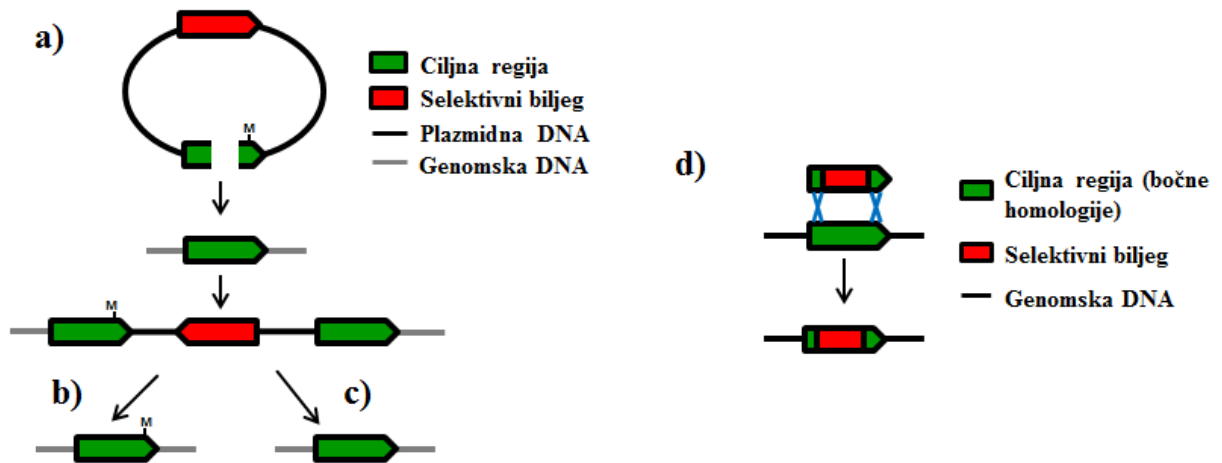 a)
Ciljna regija
Selektivni biljeg
Plazmidna DNA
Genomska DNA
M
M
b)
c)
M
d)
Ciljna regija (bočne
homologije)
Selektivni biljeg
Genomska DNA